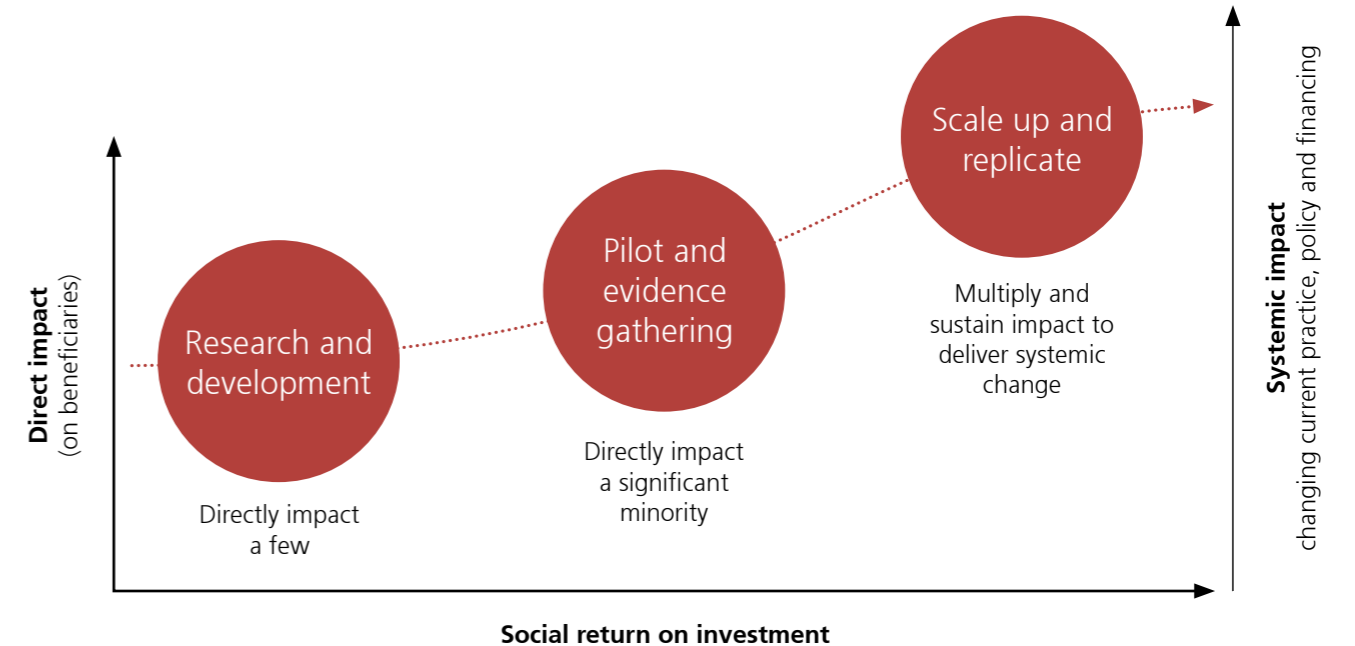 Direct impact
(on beneficiaries)
Research and
development
Directly impact
a few
Pilot and
evidence
gathering
Directly impact
a significant
minority
Scale up and
replicate
Multiply and
sustain impact to
deliver systemic
change
Systemic impact
changing current practice, policy and financing
Social return on investment